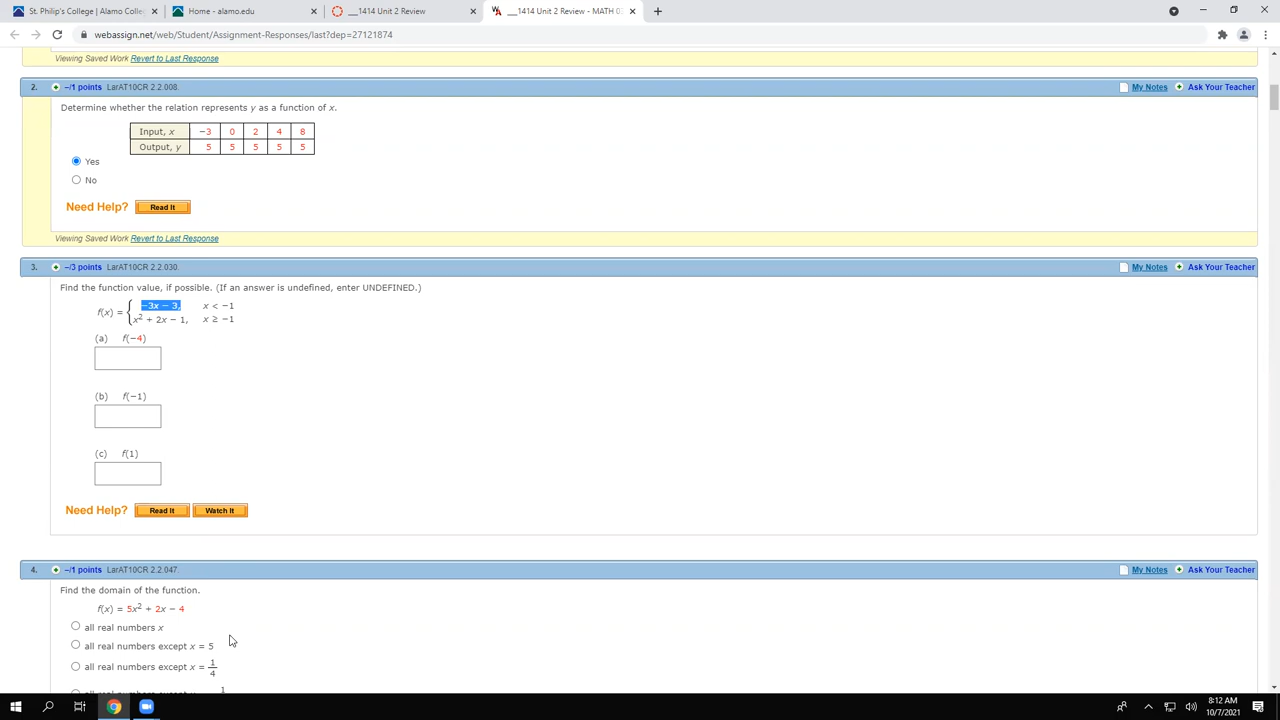 St. Philip's College | Alamo Colle
Home - alamo.edu
__1414 Unit 2 Review
__1414 Unit 2 Review - MATH 0
webassign.net/web/Student/Assignment-Responses/last?dep=27121874
Viewing Saved Work Revert to Last Response
2. –/1 points LarAT10CR 2.2.008. My Notes Ask Your Teacher
Determine whether the relation represents y as a function of x.
Input, x −3 0 2 4 8
Output, y 5 5 5 5 5
Yes
No
Need Help? Read It
Viewing Saved Work Revert to Last Response
3. –/3 points LarAT10CR 2.2.030. My Notes Ask Your Teacher
Find the function value, if possible. (If an answer is undefined, enter UNDEFINED.)
f(x) = { −3x − 3, x < −1
x² + 2x − 1, x ≥ −1
(a) f(−4)
(b) f(−1)
(c) f(1)
Need Help? Read It Watch It
4. –/1 points LarAT10CR 2.2.047. My Notes Ask Your Teacher
Find the domain of the function.
f(x) = 5x² + 2x − 4
all real numbers x
all real numbers except x = 5
all real numbers except x = 1/4
8:12 AM
10/7/2021